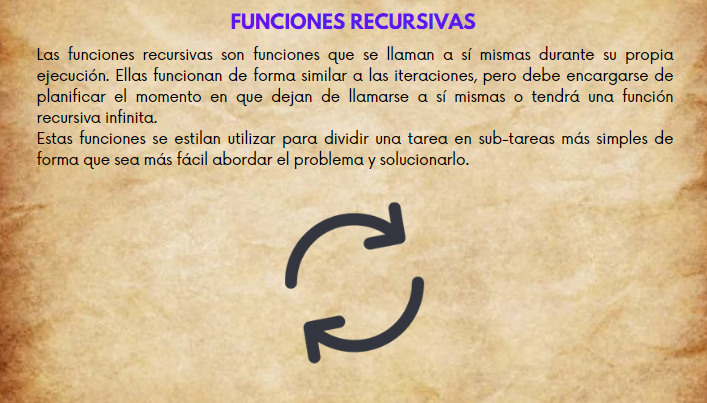 FUNCIONES RECURSIVAS
Las funciones recursivas son funciones que se llaman a sí mismas durante su propia
ejecución. Ellas funcionan de forma similar a las iteraciones, pero debe encargarse de
planificar el momento en que dejan de llamarse a sí mismas o tendrá una función
recursiva infinita.
Estas funciones se estilan utilizar para dividir una tarea en sub-tareas más simples de
forma que sea más fácil abordar el problema y solucionarlo.